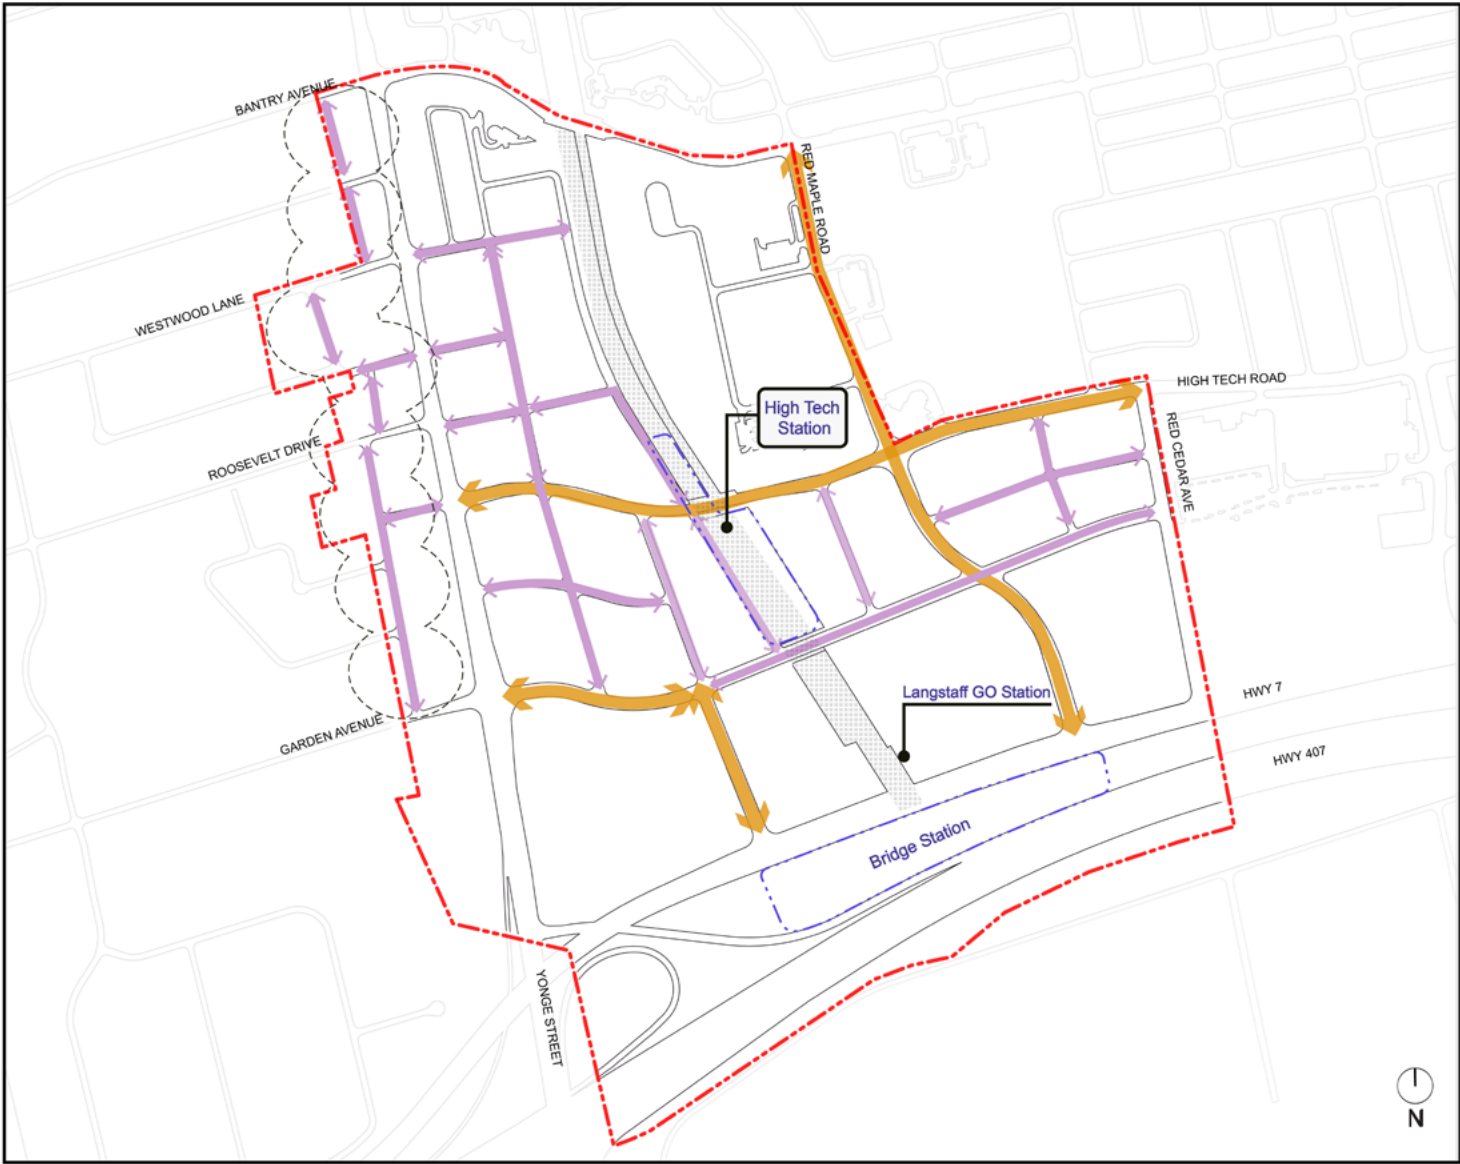 BANTRY AVENUE
RED MAPLE ROAD
WESTWOOD LANE
HIGH TECH ROAD
High Tech
Station
RED CEDAR AVE
ROOSEVELT DRIVE
Langstaff GO Station
HWY 7
GARDEN AVENUE
HWY 407
Bridge Station
YONGE STREET
N